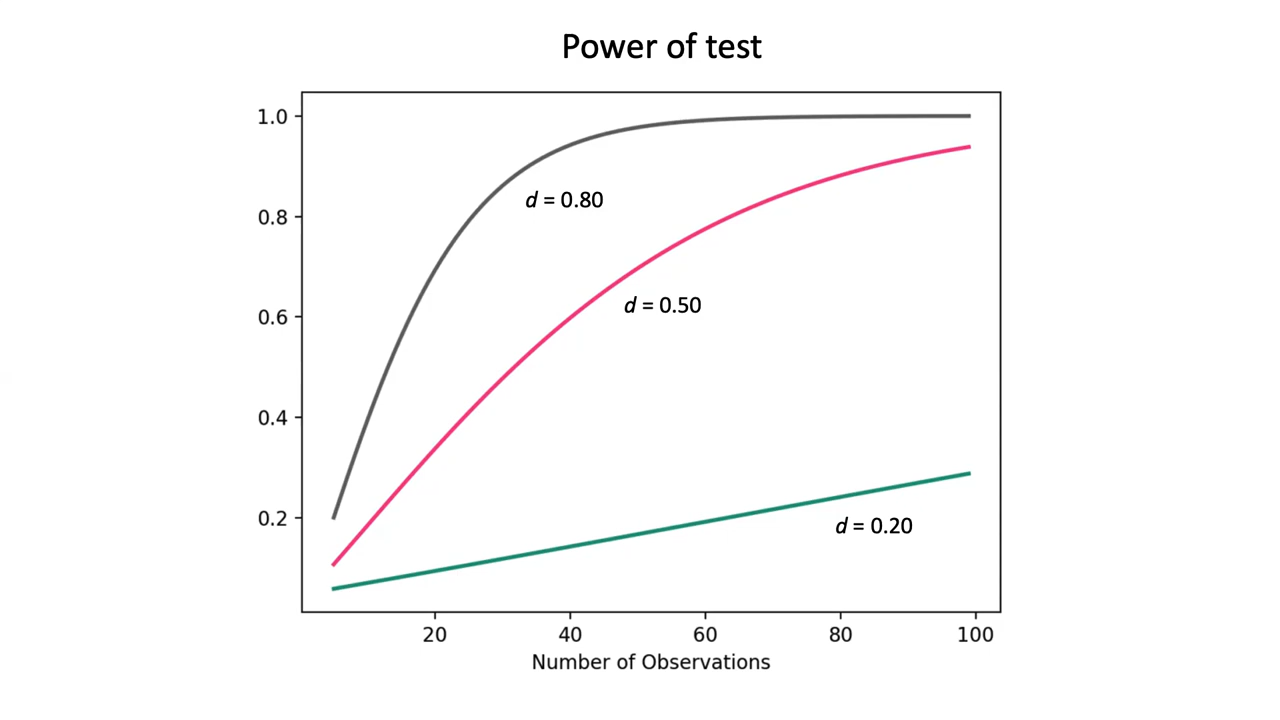 Power of test
1.0
0.8
0.6
0.4
0.2
d = 0.80
d = 0.50
d = 0.20
20 40 60 80 100
Number of Observations